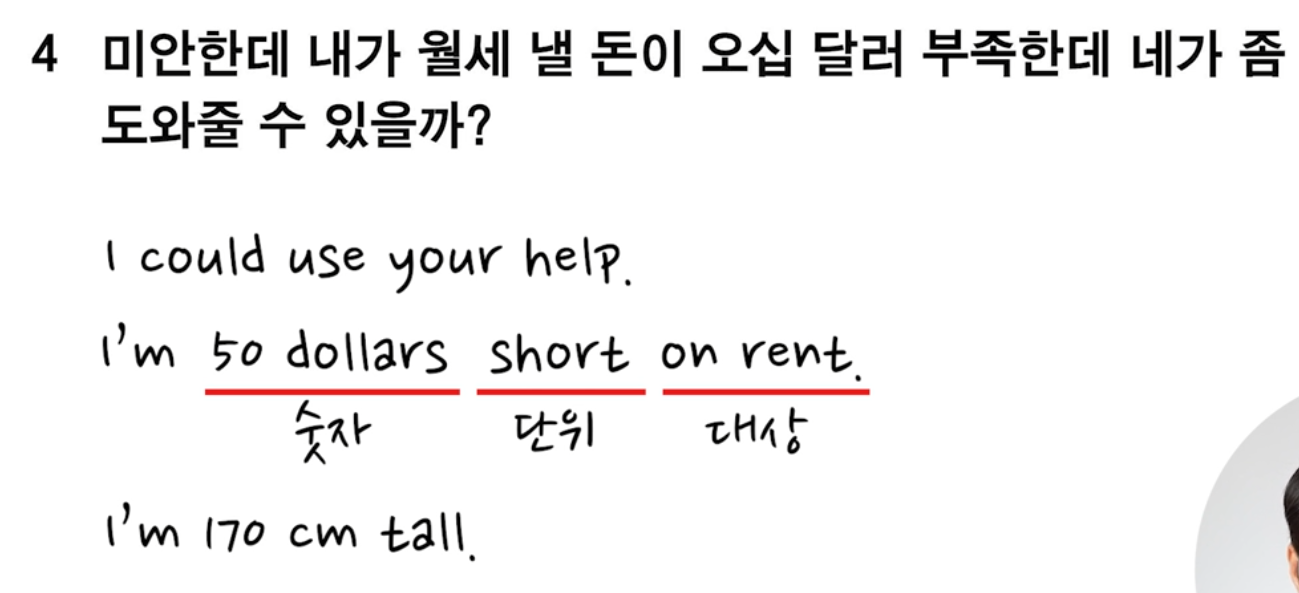 4 미안한데 내가 월세 낼 돈이 오십 달러 부족한데 네가 좀
도와줄 수 있을까?
I could use your help.
I'm 50 dollars short on rent.
숫자 단위 대상
I'm 170 cm tall.